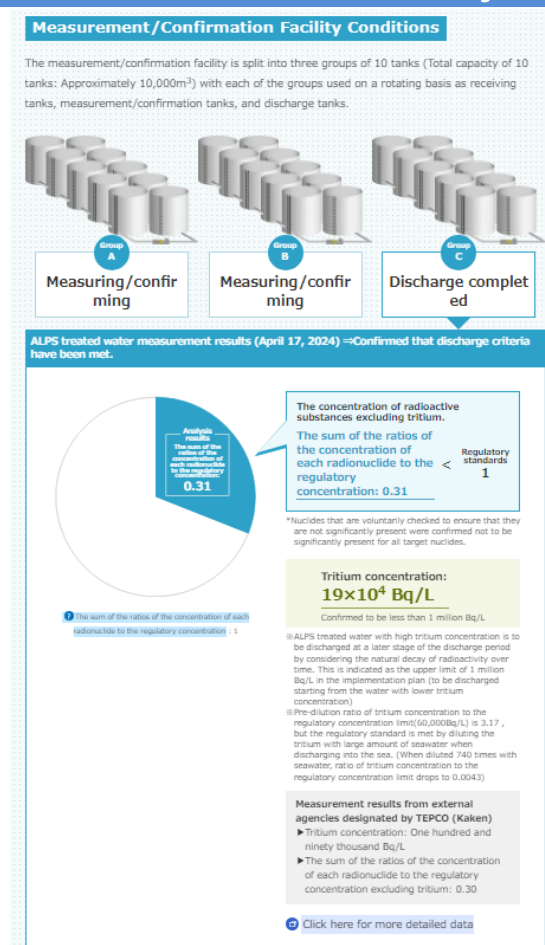 Measurement/Confirmation Facility Conditions
The measurement/confirmation facility is split into three groups of 10 tanks (Total capacity of 10
tanks: Approximately 10,000m³) with each of the groups used on a rotating basis as receiving
tanks, measurement/confirmation tanks, and discharge tanks.
Group
A
Measuring/confir
ming
Group
B
Measuring/confir
ming
Group
C
Discharge complet
ed
ALPS treated water measurement results (April 17, 2024) ⇒Confirmed that discharge criteria
have been met.
Analysis
results
The sum of the
ratios of the
concentration of
each radionuclide to
the regulatory
concentration:
0.31
?The sum of the ratios of the concentration of each
radionuclide to the regulatory concentration : 1
The concentration of radioactive
substances excluding tritium.
The sum of the ratios of
the concentration of
each radionuclide to the
regulatory
concentration: 0.31
<
Regulatory
standards
1
*Nuclides that are voluntarily checked to ensure that they
are not significantly present were confirmed not to be
significantly present for all target nuclides.
Tritium concentration:
19×10⁴ Bq/L
Confirmed to be less than 1 million Bq/L
※ALPS treated water with high tritium concentration is to
be discharged at a later stage of the discharge period
by considering the natural decay of radioactivity over
time. This is indicated as the upper limit of 1 million
Bq/L in the implementation plan (to be discharged
starting from the water with lower tritium
concentration)
※Pre-dilution ratio of tritium concentration to the
regulatory concentration limit(60,000Bq/L) is 3.17 ,
but the regulatory standard is met by diluting the
tritium with large amount of seawater when
discharging into the sea. (When diluted 740 times with
seawater, ratio of tritium concentration to the
regulatory concentration limit drops to 0.0043)
Measurement results from external
agencies designated by TEPCO (Kaken)
▶Tritium concentration: One hundred and
ninety thousand Bq/L
▶The sum of the ratios of the concentration
of each radionuclide to the regulatory
concentration excluding tritium: 0.30
Click here for more detailed data